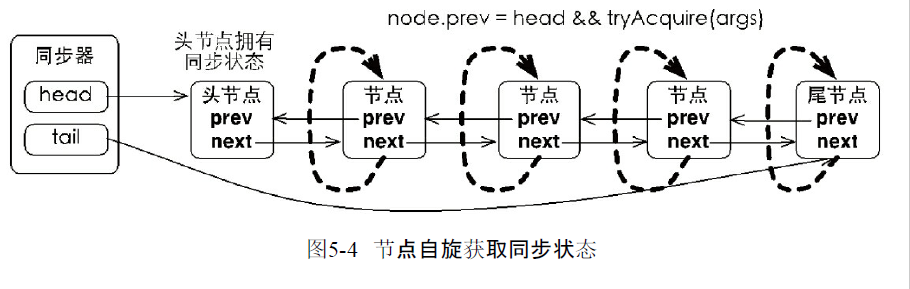 node.prev = head && tryAcquire(args)
同步器
head
tail
头节点拥有
同步状态
头节点
prev
next
节点
prev
next
节点
prev
next
节点
prev
next
尾节点
prev
next
图5-4 节点自旋获取同步状态